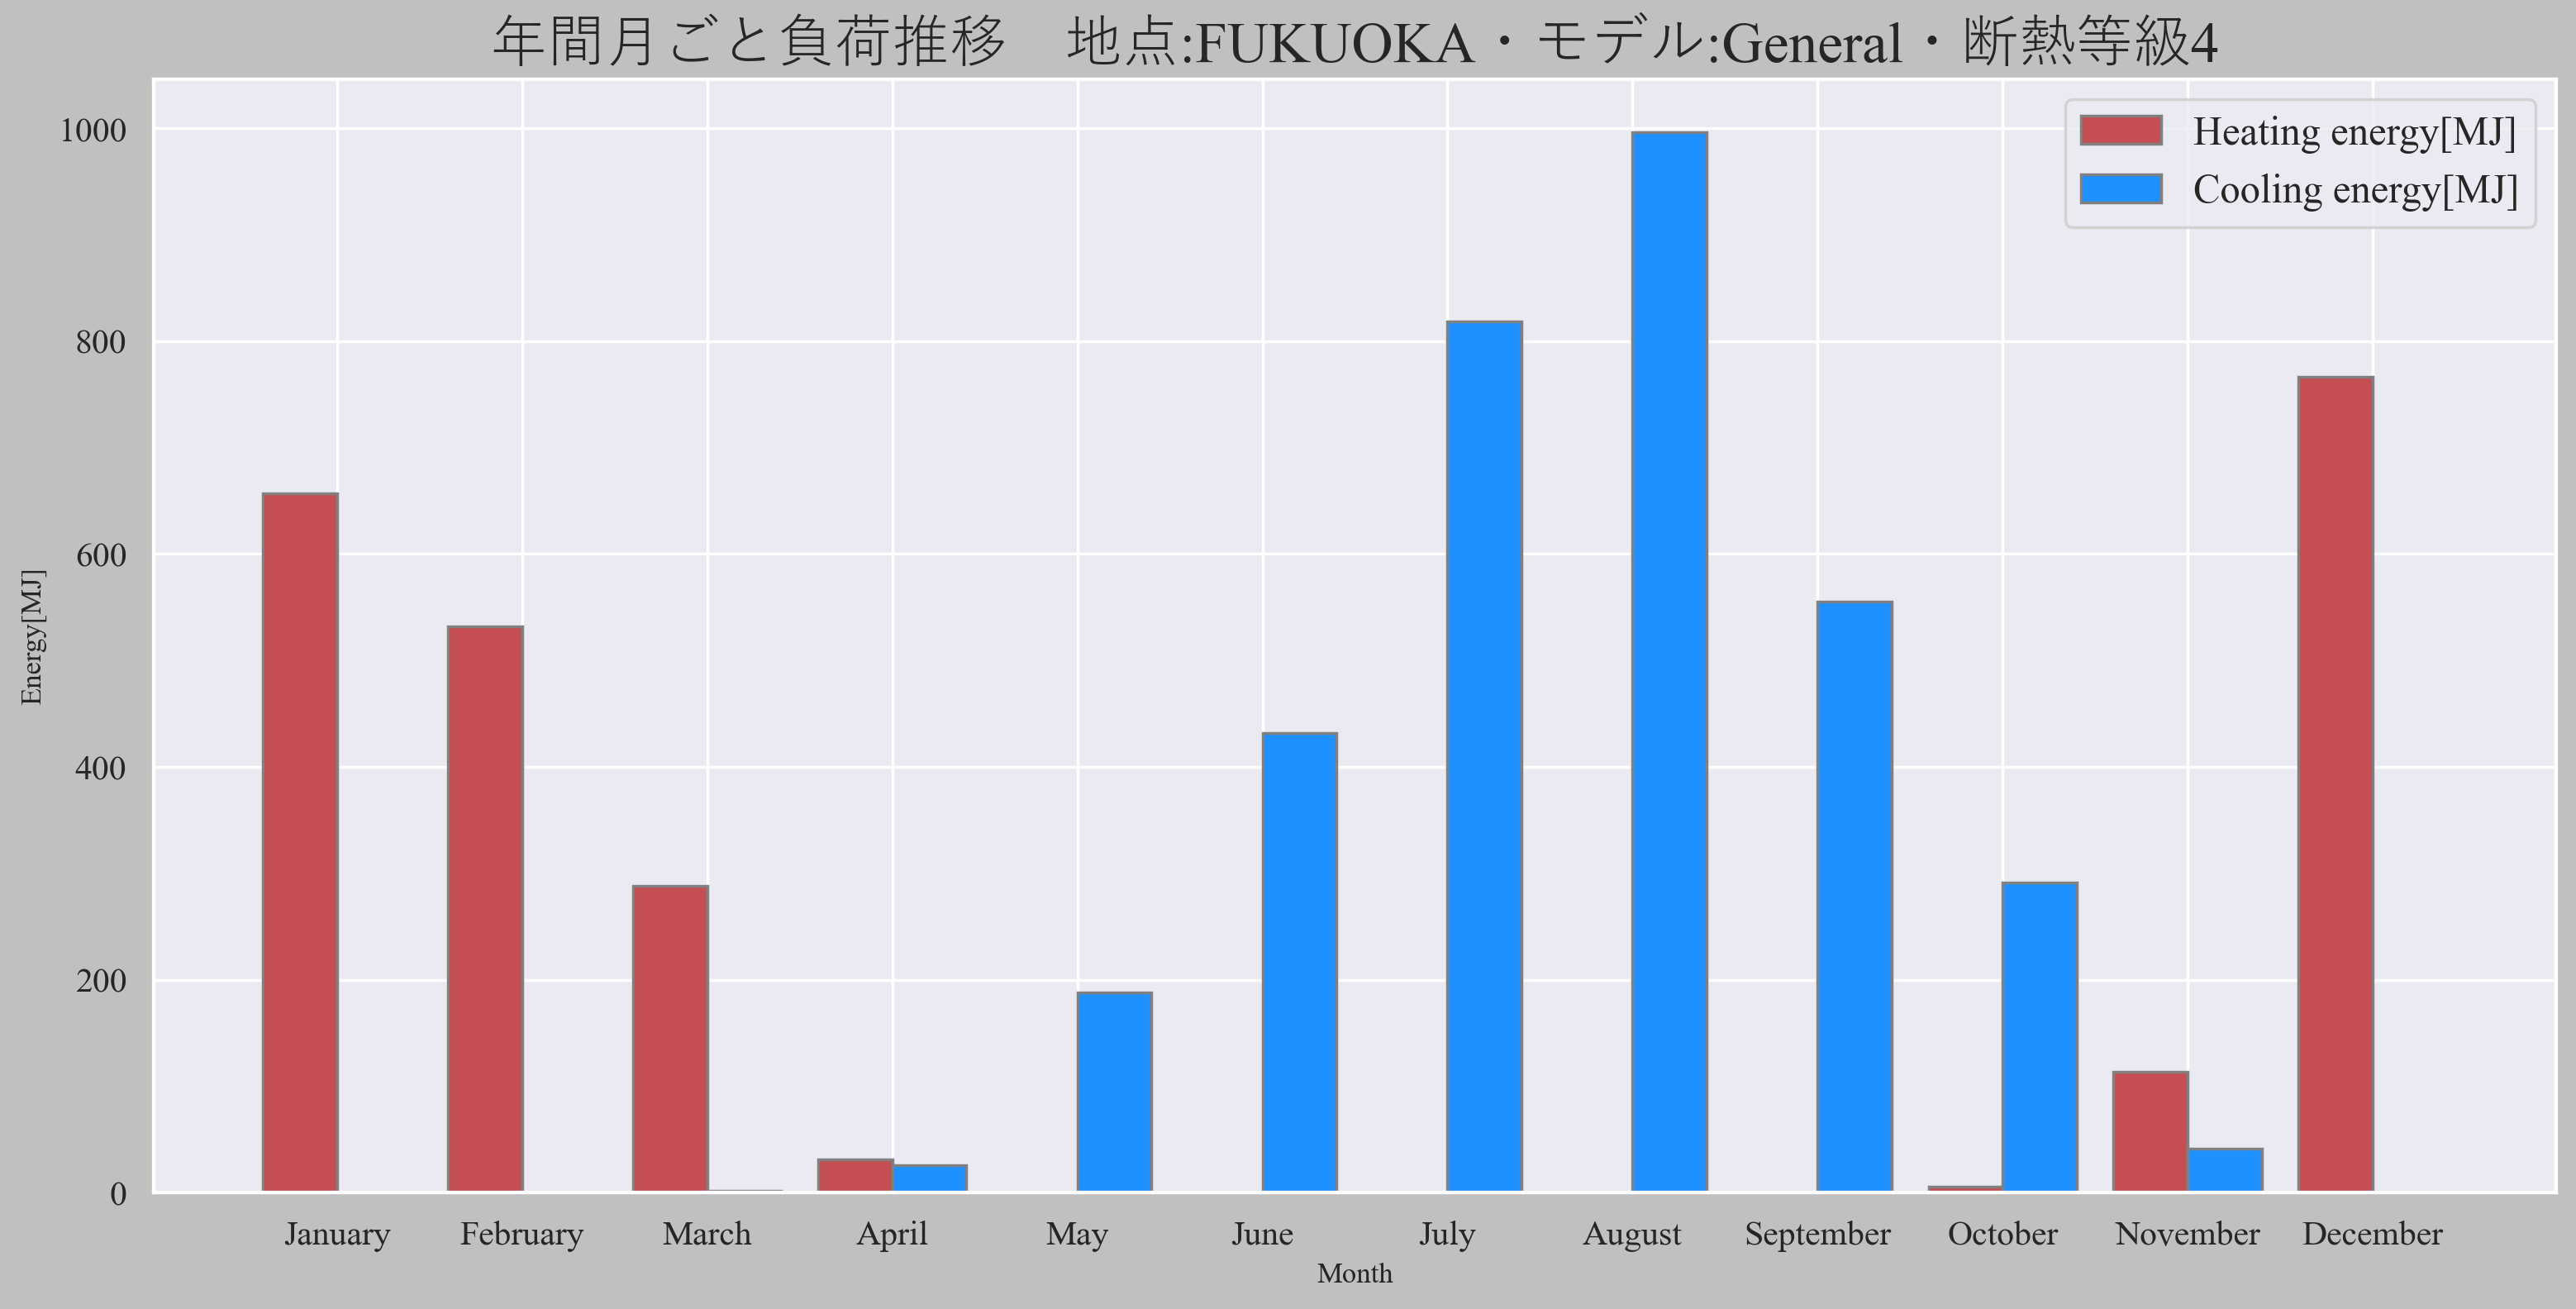 年間月ごと負荷推移　地点:FUKUOKA・モデル:General・断熱等級4
Heating energy[MJ]
Cooling energy[MJ]
1000
800
600
400
200
0
Energy[MJ]
January February March April May June July August September October November December
Month